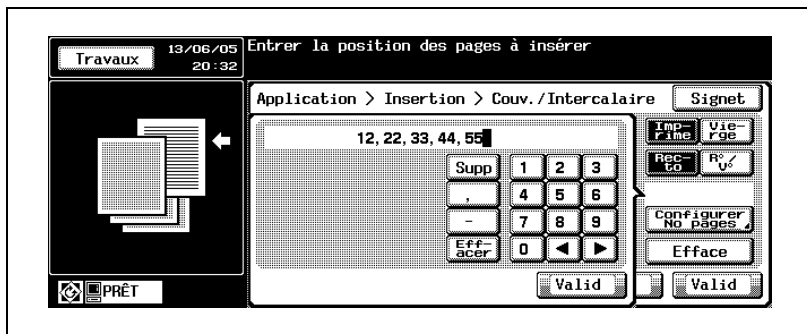 Travaux
13/06/05
20:32
Entrer la position des pages à insérer
Application > Insertion > Couv./Intercalaire
Signet
12, 22, 33, 44, 55
Imp-
rime
Vie-
rge
Supp
1
2
3
Rec-
to
R°/
V°
,
4
5
6
-
7
8
9
Configurer
No pages
Eff-
acer
0
Efface
PRÊT
Valid
Valid